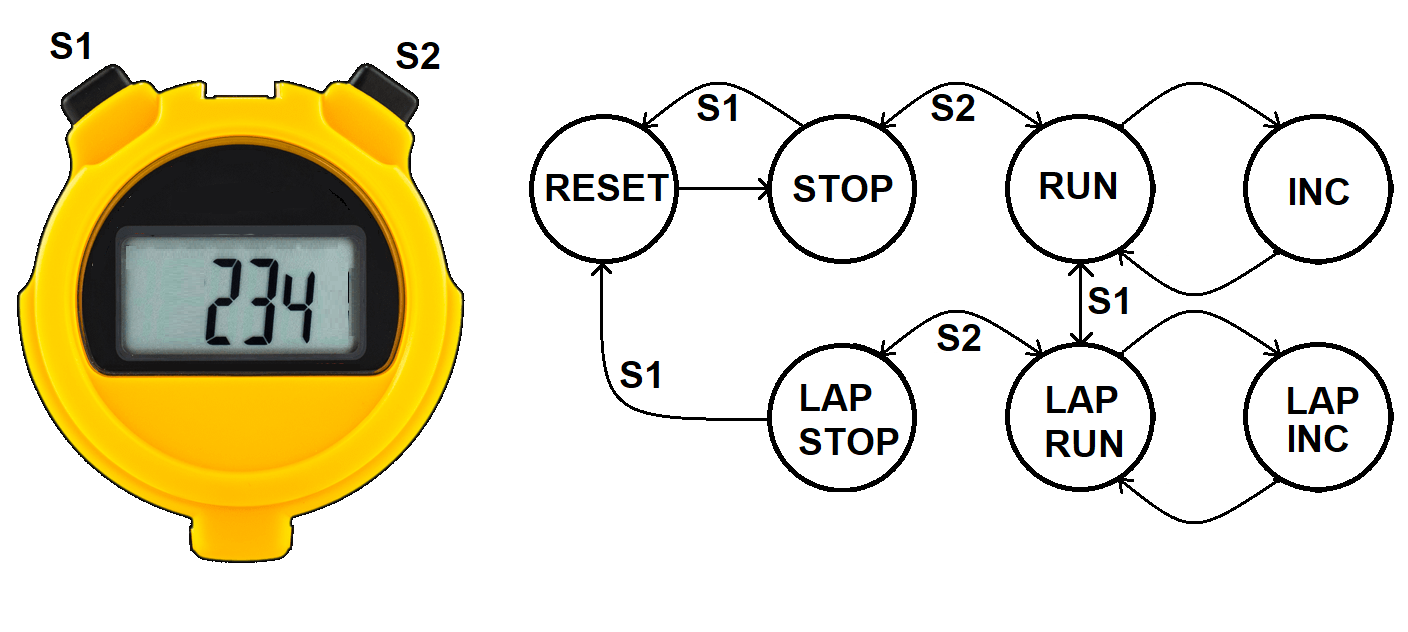 S1
S2
234
S1
S2
RESET
STOP
RUN
INC
S1
S2
S1
LAP
STOP
LAP
RUN
LAP
INC